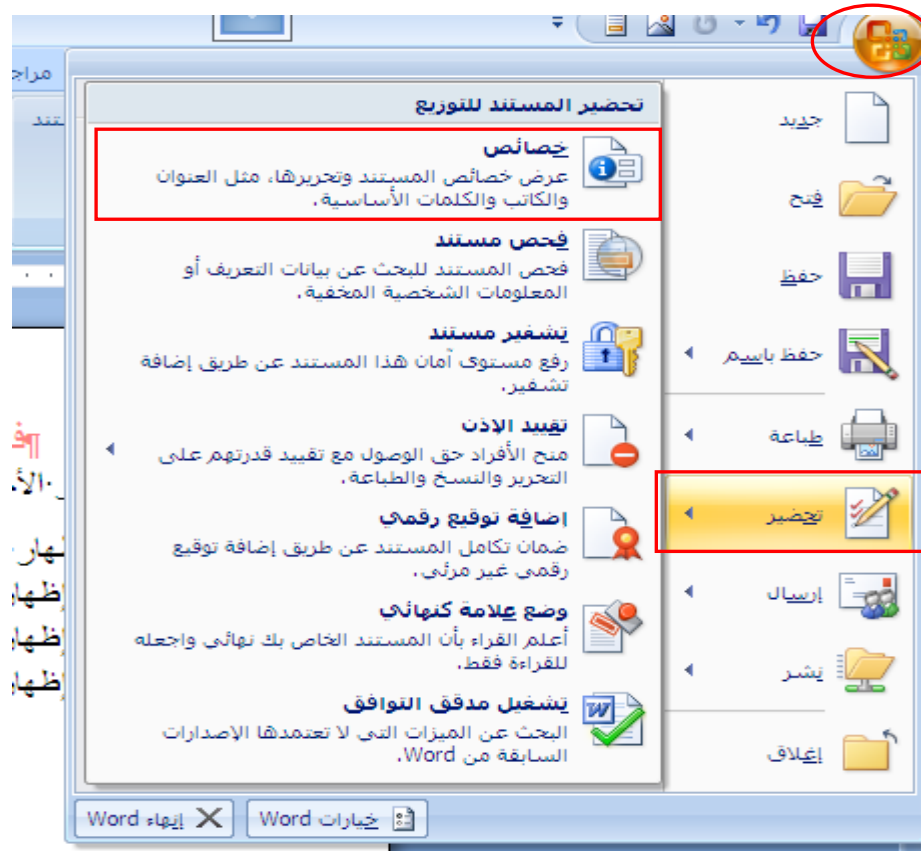 جديد
فتح
حفظ
حفظ باسم
طباعة
تحضير
إرسال
نشر
إغلاق
تحضير المستند للتوزيع
خصائص
عرض خصائص المستند وتحريرها، مثل العنوان
والكاتب والكلمات الأساسية.
فحص مستند
فحص المستند للبحث عن بيانات التعريف أو
المعلومات الشخصية المخفية.
تشفير مستند
رفع مستوى أمان هذا المستند عن طريق إضافة
تشفير.
تقييد الإذن
منح الأفراد حق الوصول مع تقييد قدرتهم على
التحرير والنسخ والطباعة.
إضافة توقيع رقمي
ضمان تكامل المستند عن طريق إضافة توقيع
رقمي غير مرئي.
وضع علامة كنهائي
أعلم القراء بأن المستند الخاص بك نهائي واجعله
للقراءة فقط.
تشغيل مدقق التوافق
البحث عن الميزات التي لا تعتمدها الإصدارات
السابقة من Word.
خيارات Word
إنهاء Word